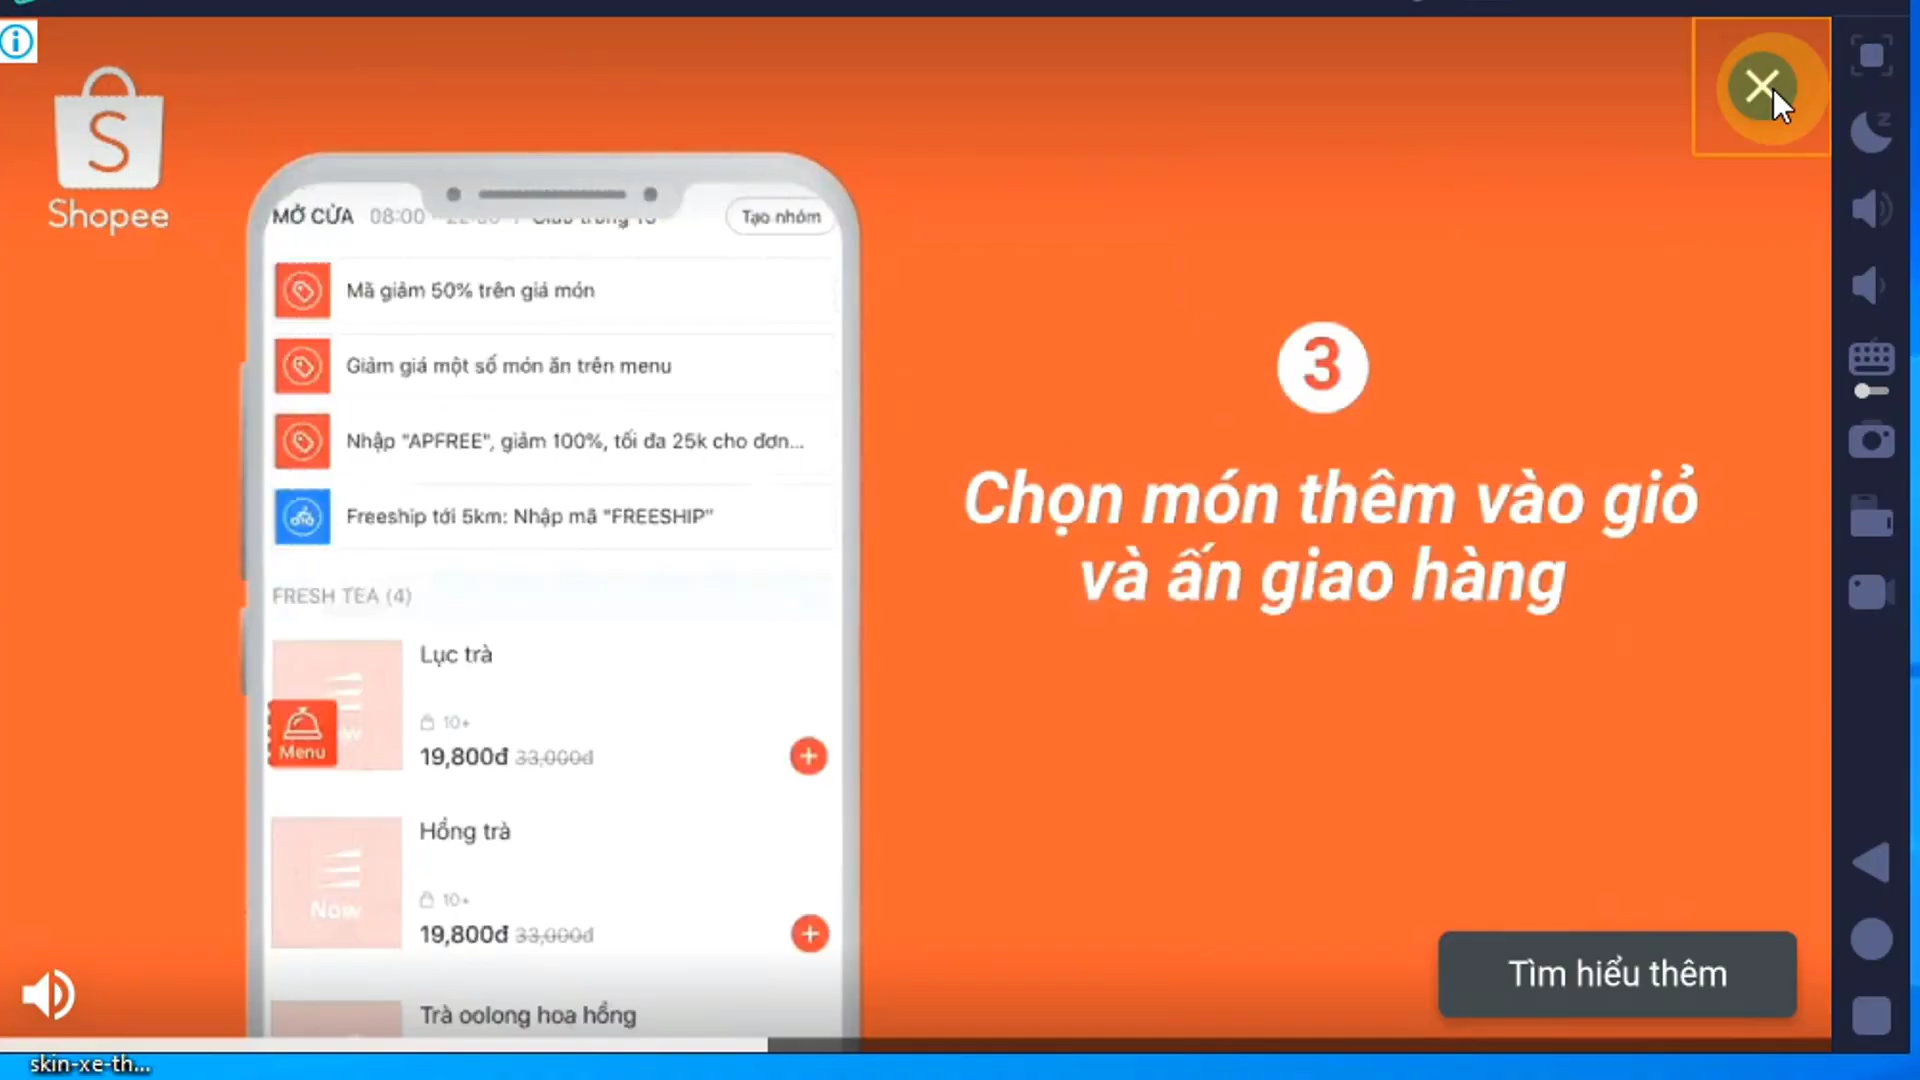 Shopee
MỞ CỬA 08:00
Tạo nhóm
Mã giảm 50% trên giá món
Giảm giá một số món ăn trên menu
Nhập "APFREE", giảm 100%, tối đa 25k cho đơn...
Freeship tới 5km: Nhập mã "FREESHIP"
FRESH TEA (4)
Lục trà
10+
19,800đ 33,000đ
Menu
Hồng trà
Now
10+
19,800đ 33,000đ
Trà oolong hoa hồng
3
Chọn món thêm vào giỏ
và ấn giao hàng
Tìm hiểu thêm
skin-xe-th...